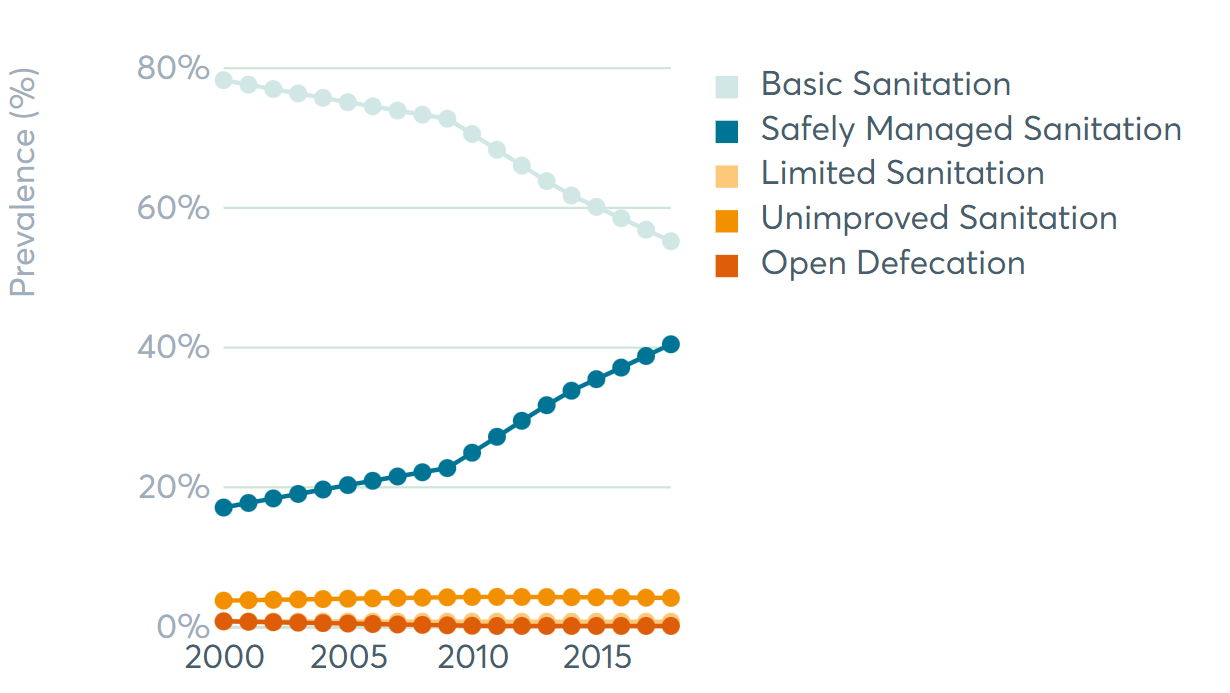 Prevalence (%)
80%
60%
40%
20%
0%
2000 2005 2010 2015
Basic Sanitation
Safely Managed Sanitation
Limited Sanitation
Unimproved Sanitation
Open Defecation